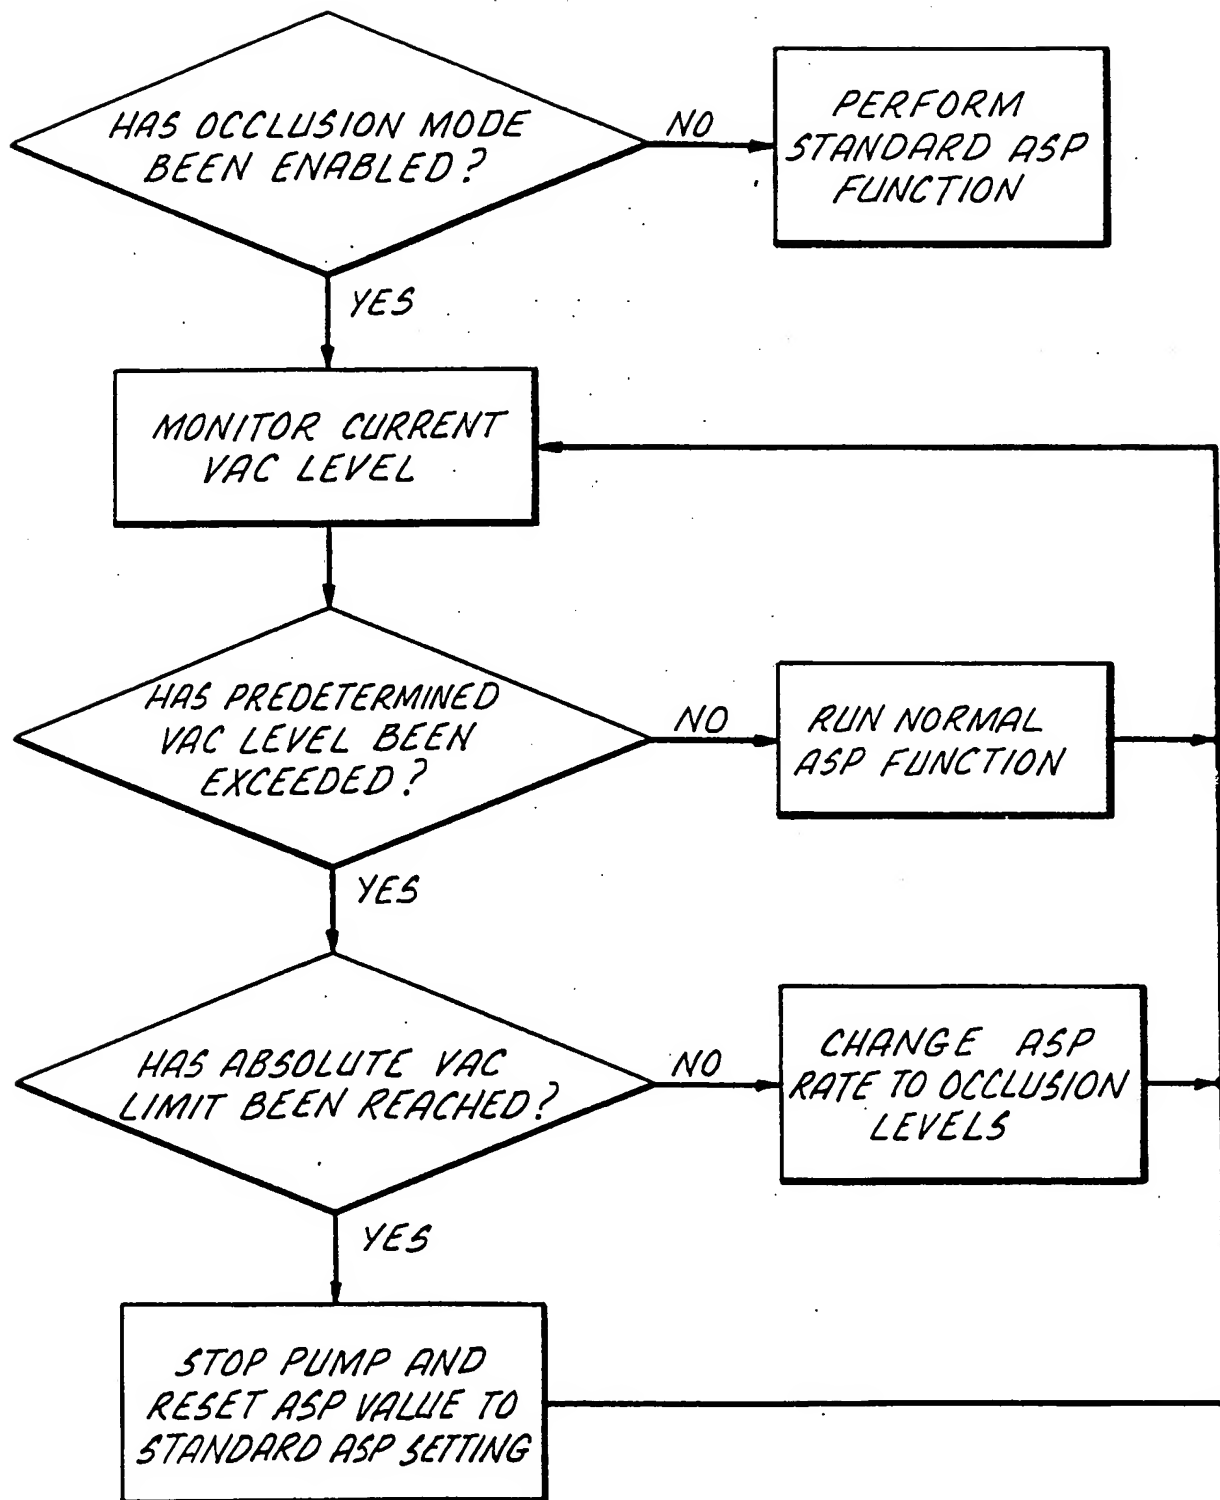 HAS OCCLUSION MODE
BEEN ENABLED?
NO
PERFORM
STANDARD ASP
FUNCTION
YES
MONITOR CURRENT
VAC LEVEL
HAS PREDETERMINED
VAC LEVEL BEEN
EXCEEDED?
NO
RUN NORMAL
ASP FUNCTION
YES
HAS ABSOLUTE VAC
LIMIT BEEN REACHED?
NO
CHANGE ASP
RATE TO OCCLUSION
LEVELS
YES
STOP PUMP AND
RESET ASP VALUE TO
STANDARD ASP SETTING